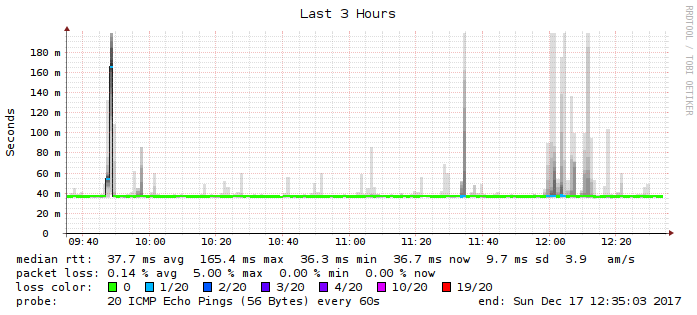 Last 3 Hours
RRDTOOL / TOBI OETIKER
Seconds
180 m
160 m
140 m
120 m
100 m
80 m
60 m
40 m
20 m
0
09:40 10:00 10:20 10:40 11:00 11:20 11:40 12:00 12:20
median rtt: 37.7 ms avg 165.4 ms max 36.3 ms min 36.7 ms now 9.7 ms sd 3.9 am/s
packet loss: 0.14 % avg 5.00 % max 0.00 % min 0.00 % now
loss color: 0 1/20 2/20 3/20 4/20 10/20 19/20
probe: 20 ICMP Echo Pings (56 Bytes) every 60s end: Sun Dec 17 12:35:03 2017